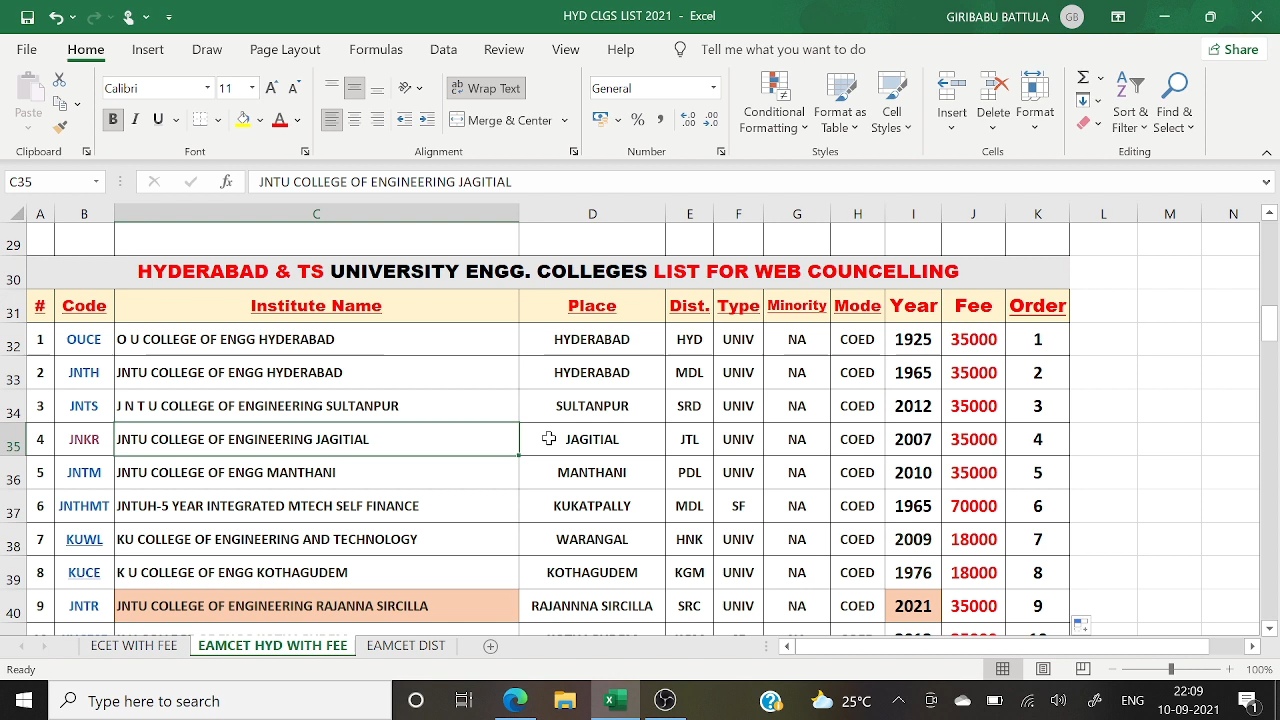 HYD CLGS LIST 2021 - Excel
GIRIBABU BATTULA GB
File Home Insert Draw Page Layout Formulas Data Review View Help Tell me what you want to do Share
Paste
Calibri 11
Wrap Text
General
Conditional Formatting
Format as Table
Cell Styles
Insert Delete Format
Sort & Filter
Find & Select
B I U
Merge & Center
Clipboard Font Alignment Number Styles Cells Editing
C35 fx JNTU COLLEGE OF ENGINEERING JAGITIAL
A B C D E F G H I J K L M N
29
30 HYDERABAD & TS UNIVERSITY ENGG. COLLEGES LIST FOR WEB COUNCELLING
31 # Code Institute Name Place Dist. Type Minority Mode Year Fee Order
32 1 OUCE O U COLLEGE OF ENGG HYDERABAD HYDERABAD HYD UNIV NA COED 1925 35000 1
33 2 JNTH JNTU COLLEGE OF ENGG HYDERABAD HYDERABAD MDL UNIV NA COED 1965 35000 2
34 3 JNTS J N T U COLLEGE OF ENGINEERING SULTANPUR SULTANPUR SRD UNIV NA COED 2012 35000 3
35 4 JNKR JNTU COLLEGE OF ENGINEERING JAGITIAL JAGITIAL JTL UNIV NA COED 2007 35000 4
36 5 JNTM JNTU COLLEGE OF ENGG MANTHANI MANTHANI PDL UNIV NA COED 2010 35000 5
37 6 JNTHMT JNTUH-5 YEAR INTEGRATED MTECH SELF FINANCE KUKATPALLY MDL SF NA COED 1965 70000 6
38 7 KUWL KU COLLEGE OF ENGINEERING AND TECHNOLOGY WARANGAL HNK UNIV NA COED 2009 18000 7
39 8 KUCE K U COLLEGE OF ENGG KOTHAGUDEM KOTHAGUDEM KGM UNIV NA COED 1976 18000 8
40 9 JNTR JNTU COLLEGE OF ENGINEERING RAJANNA SIRCILLA RAJANNNA SIRCILLA SRC UNIV NA COED 2021 35000 9
ECET WITH FEE EAMCET HYD WITH FEE EAMCET DIST
Ready 100%
Type here to search 25°C ENG 22:09
10-09-2021 1